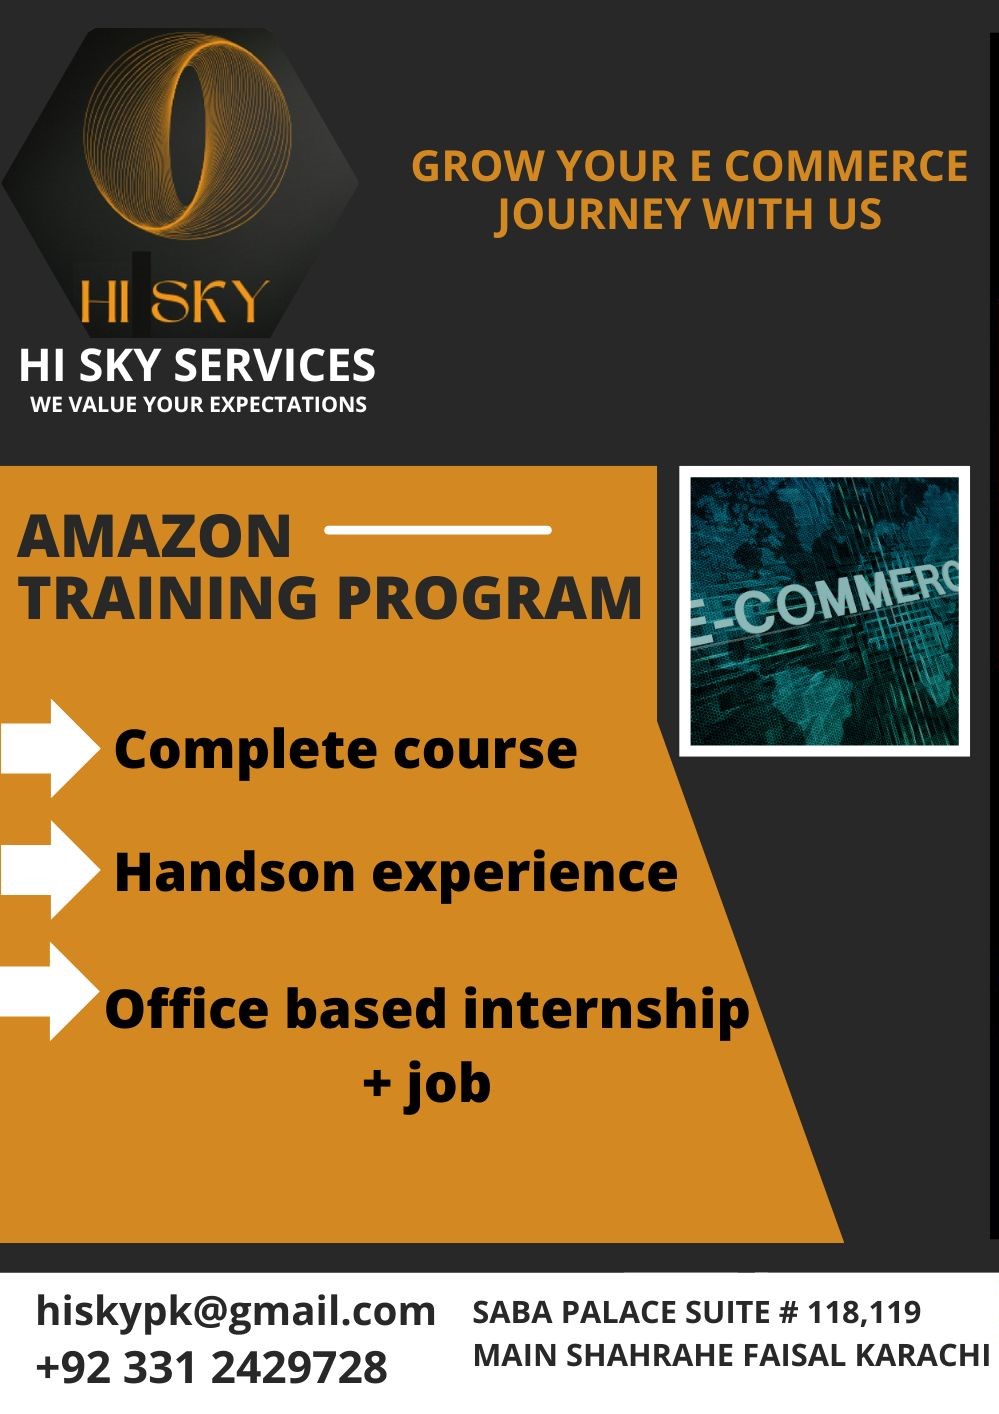 HI SKY
HI SKY SERVICES
WE VALUE YOUR EXPECTATIONS
GROW YOUR E COMMERCE
JOURNEY WITH US
AMAZON
TRAINING PROGRAM
E-COMMERC
Complete course
Handson experience
Office based internship
+ job
hiskypk@gmail.com
+92 331 2429728
SABA PALACE SUITE # 118,119
MAIN SHAHRAHE FAISAL KARACHI